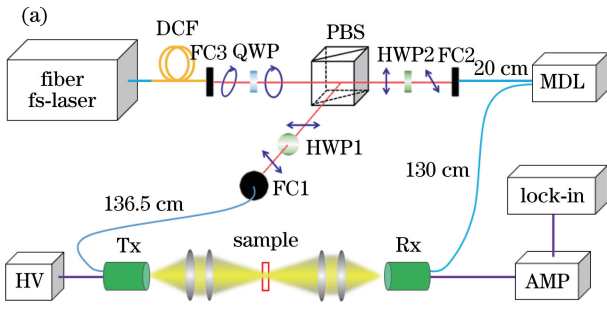 (a)
DCF
FC3
QWP
PBS
HWP2
FC2
fiber
fs-laser
20 cm
MDL
HWP1
FC1
130 cm
lock-in
136.5 cm
Tx
sample
Rx
HV
AMP